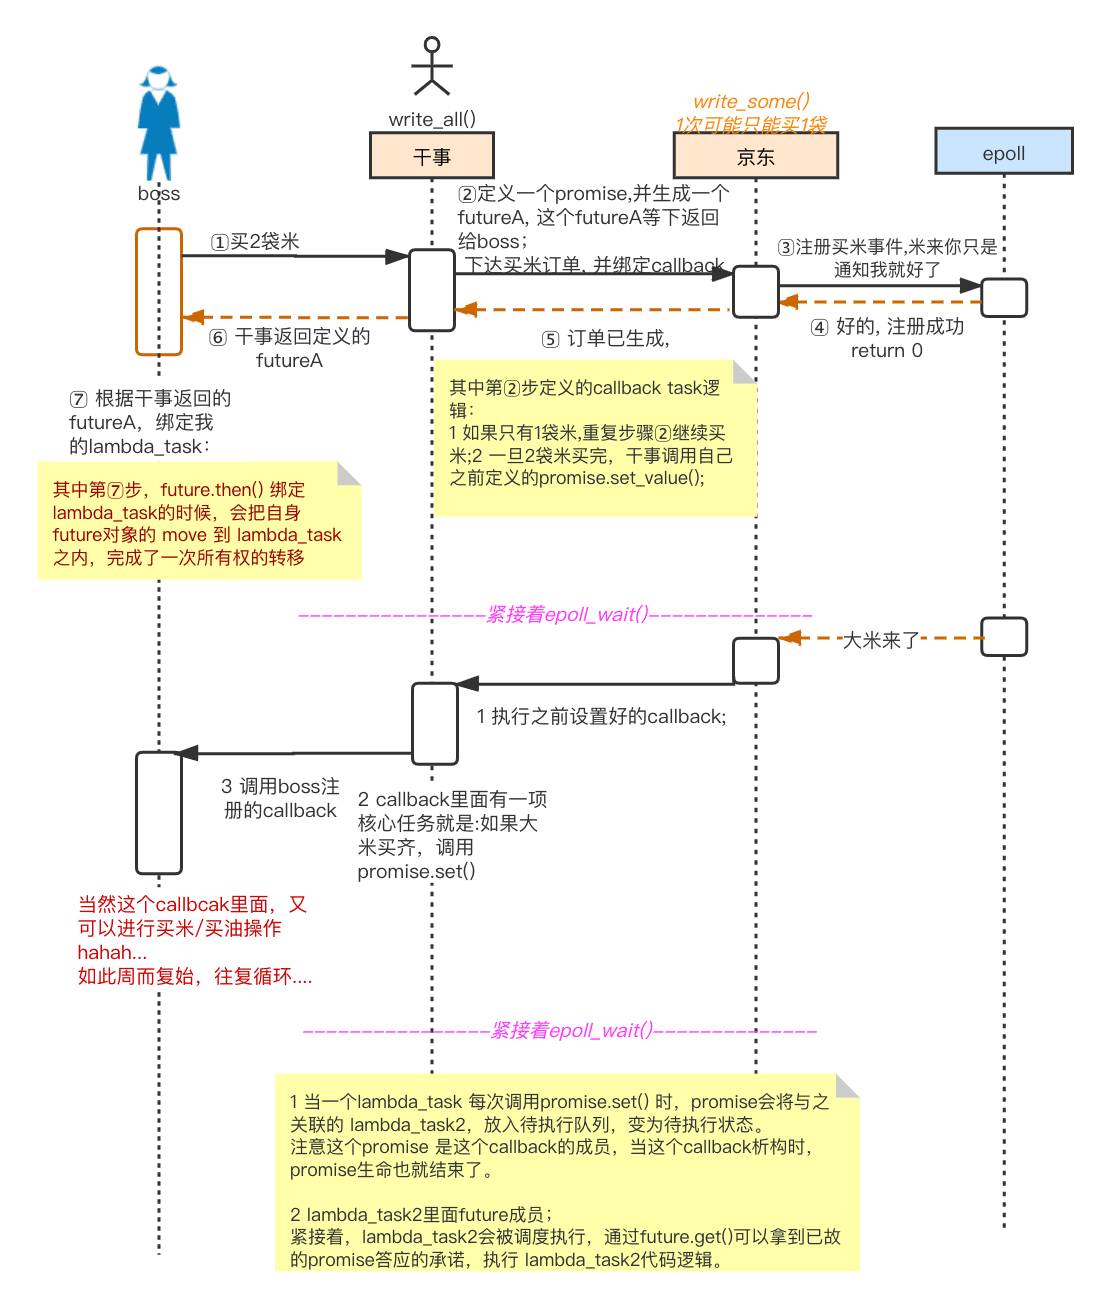 write_all()
write_some()
1次可能只能买1袋
干事
京东
epoll
boss
①买2袋米
②定义一个promise,并生成一个
futureA, 这个futureA等下返回
给boss；
下达买米订单, 并绑定callback
③注册买米事件,米来你只是
通知我就好了
④ 好的, 注册成功
return 0
⑤ 订单已生成,
⑥ 干事返回定义的
futureA
⑦ 根据干事返回的
futureA，绑定我
的lambda_task：
其中第②步定义的callback task逻
辑：
1 如果只有1袋米,重复步骤②继续买
米;2 一旦2袋米买完，干事调用自己
之前定义的promise.set_value();
其中第⑦步，future.then() 绑定
lambda_task的时候，会把自身
future对象的 move 到 lambda_task
之内，完成了一次所有权的转移
----------------紧接着epoll_wait()--------------
大米来了
1 执行之前设置好的callback;
3 调用boss注
册的callback
2 callback里面有一项
核心任务就是:如果大
米买齐，调用
promise.set()
当然这个callbcak里面，又
可以进行买米/买油操作
hahah...
如此周而复始，往复循环....
----------------紧接着epoll_wait()--------------
1 当一个lambda_task 每次调用promise.set() 时，promise会将与之
关联的 lambda_task2，放入待执行队列，变为待执行状态。
注意这个promise 是这个callback的成员，当这个callback析构时，
promise生命也就结束了。
2 lambda_task2里面future成员；
紧接着，lambda_task2会被调度执行，通过future.get()可以拿到已故
的promise答应的承诺，执行 lambda_task2代码逻辑。